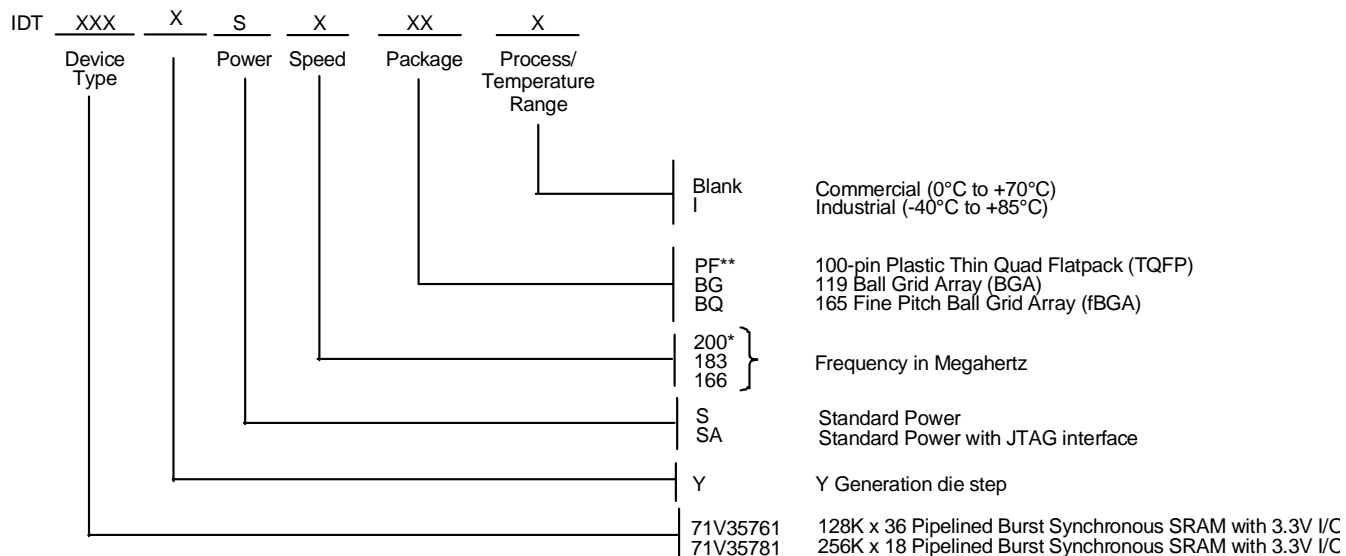 IDT XXX X S X XX X
Device Type Power Speed Package Process/ Temperature Range
Blank Commercial (0°C to +70°C)
I Industrial (-40°C to +85°C)
PF** 100-pin Plastic Thin Quad Flatpack (TQFP)
BG 119 Ball Grid Array (BGA)
BQ 165 Fine Pitch Ball Grid Array (fBGA)
200*
183 Frequency in Megahertz
166
S Standard Power
SA Standard Power with JTAG interface
Y Y Generation die step
71V35761 128K x 36 Pipelined Burst Synchronous SRAM with 3.3V I/O
71V35781 256K x 18 Pipelined Burst Synchronous SRAM with 3.3V I/O